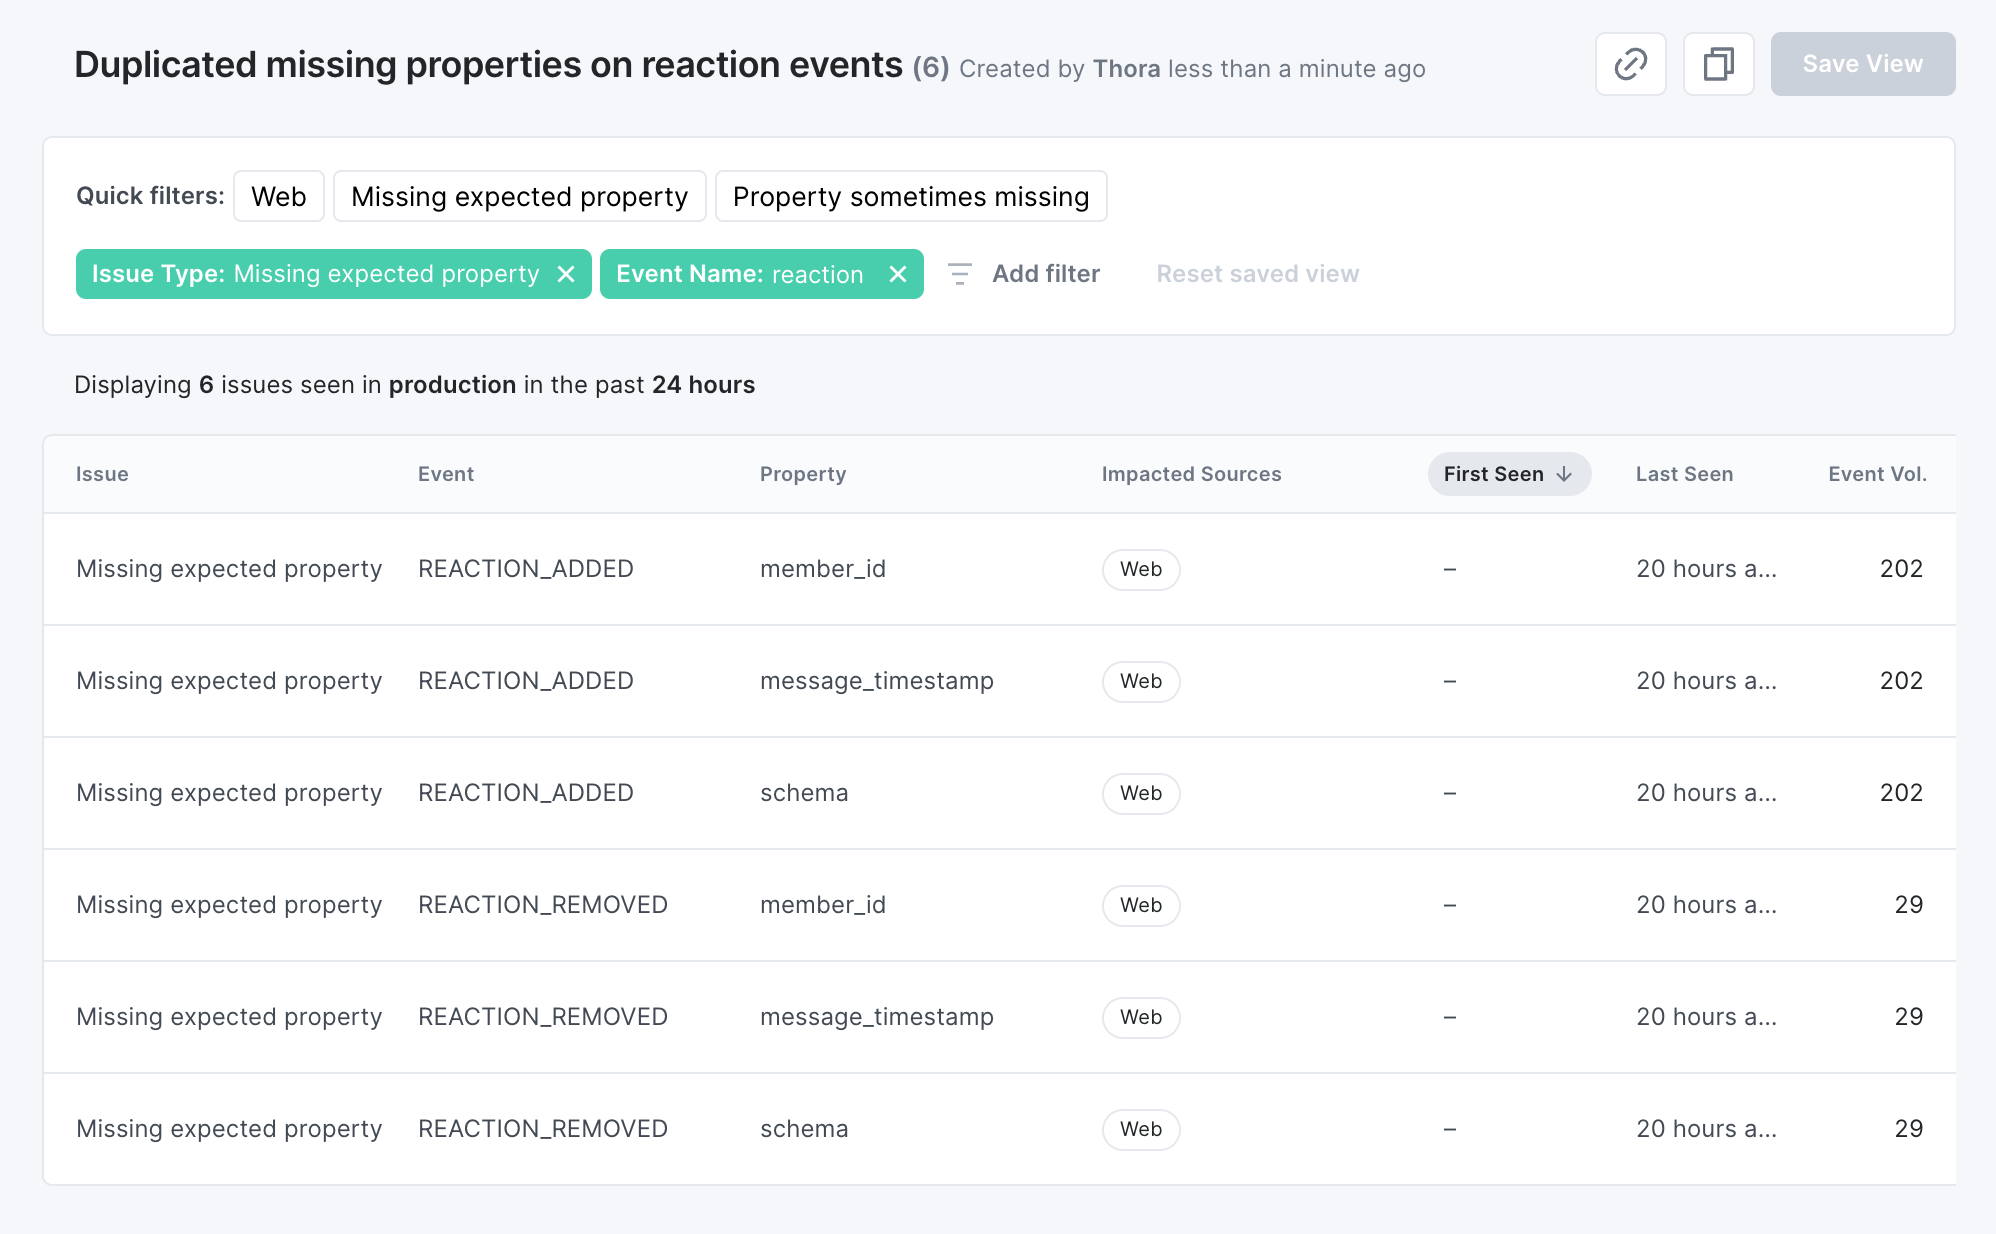 Duplicated missing properties on reaction events (6) Created by Thora less than a minute ago
Save View
Quick filters: Web Missing expected property Property sometimes missing
Issue Type: Missing expected property Event Name: reaction Add filter Reset saved view
Displaying 6 issues seen in production in the past 24 hours
Issue Event Property Impacted Sources First Seen Last Seen Event Vol.
Missing expected property REACTION_ADDED member_id Web – 20 hours a... 202
Missing expected property REACTION_ADDED message_timestamp Web – 20 hours a... 202
Missing expected property REACTION_ADDED schema Web – 20 hours a... 202
Missing expected property REACTION_REMOVED member_id Web – 20 hours a... 29
Missing expected property REACTION_REMOVED message_timestamp Web – 20 hours a... 29
Missing expected property REACTION_REMOVED schema Web – 20 hours a... 29